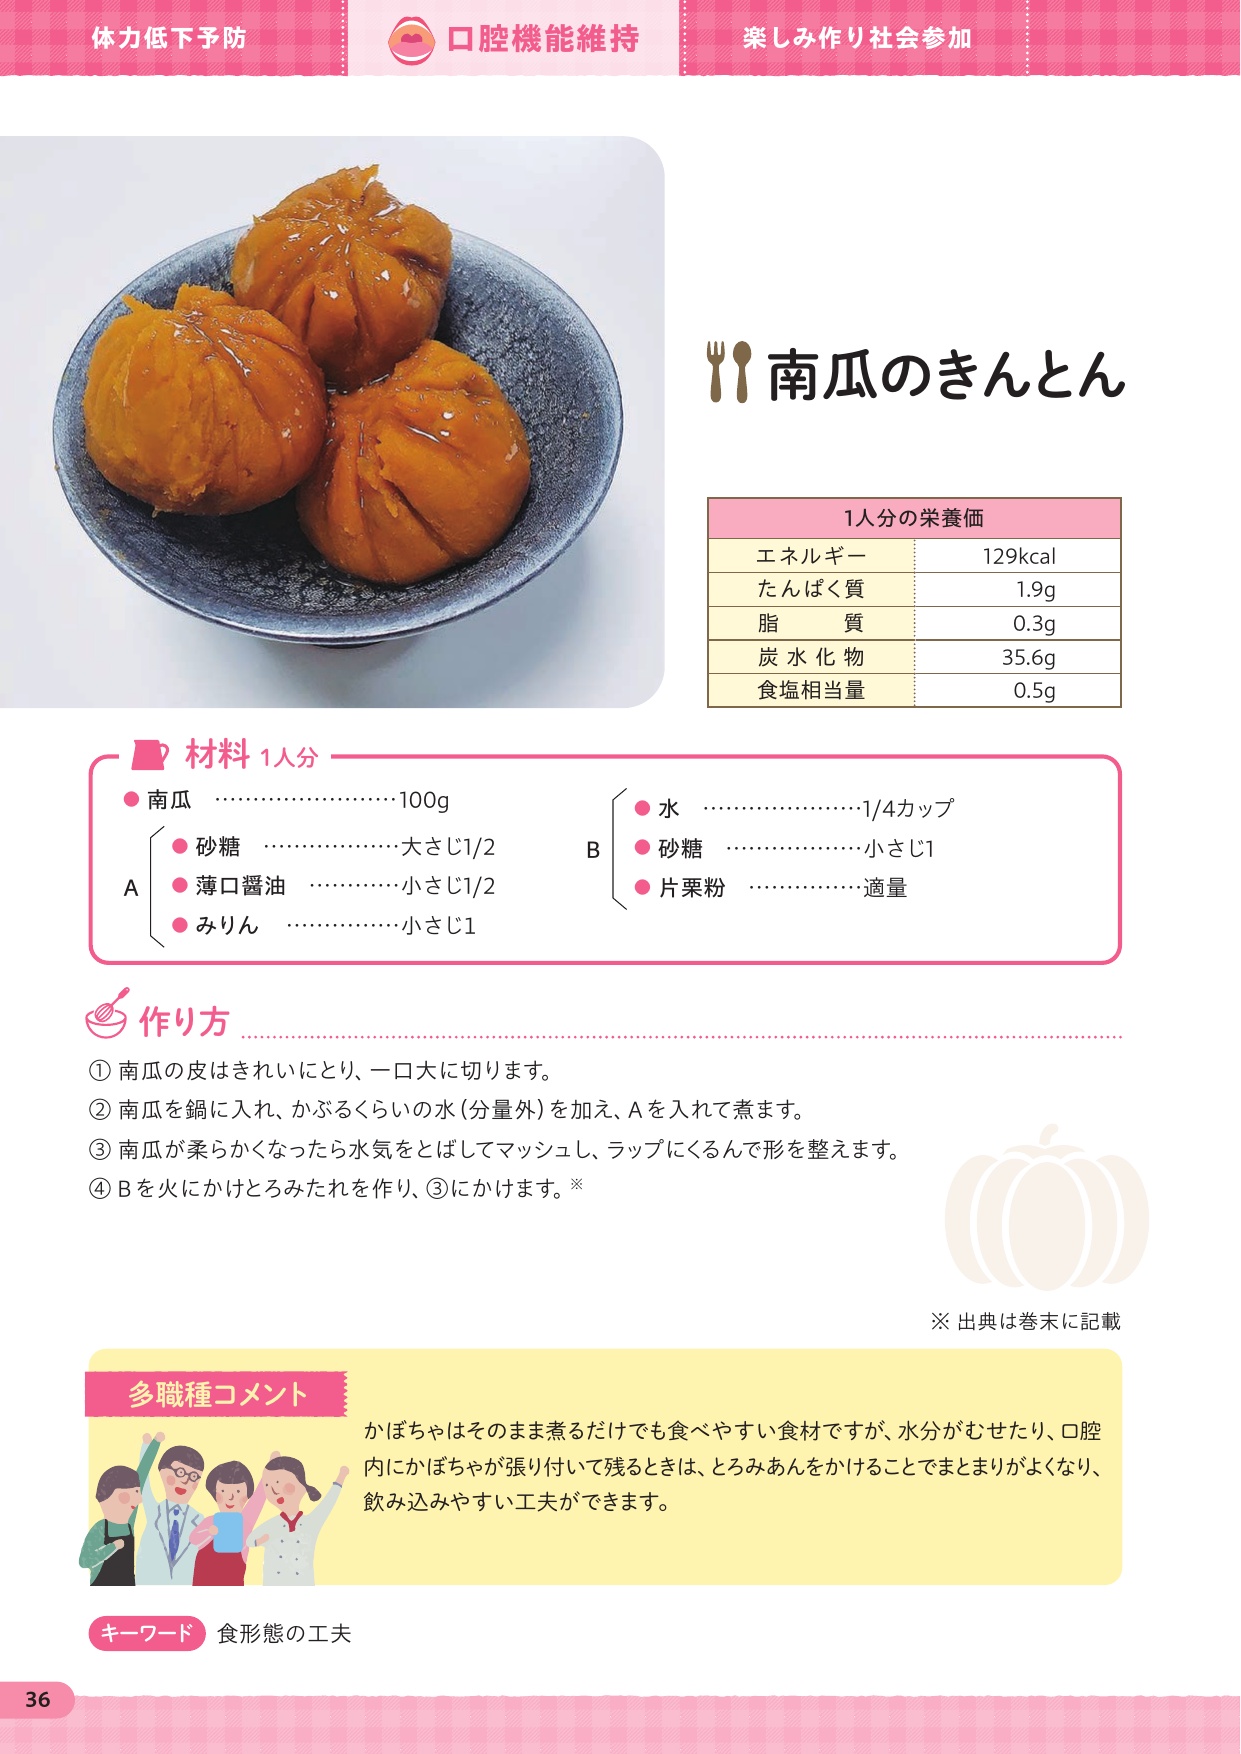 体力低下予防
口腔機能維持
楽しみ作り社会参加
南瓜のきんとん
1人分の栄養価
エネルギー 129kcal
たんぱく質 1.9g
脂質 0.3g
炭水化物 35.6g
食塩相当量 0.5g
材料 1人分
● 南瓜 ……………………100g
A
● 砂糖 ………………大さじ1/2
● 薄口醤油 …………小さじ1/2
● みりん ……………小さじ1
B
● 水 …………………1/4カップ
● 砂糖 ………………小さじ1
● 片栗粉 ……………適量
作り方
① 南瓜の皮はきれいにとり、一口大に切ります。
② 南瓜を鍋に入れ、かぶるくらいの水（分量外）を加え、Aを入れて煮ます。
③ 南瓜が柔らかくなったら水気をとばしてマッシュし、ラップにくるんで形を整えます。
④ Bを火にかけとろみたれを作り、③にかけます。※
※ 出典は巻末に記載
多職種コメント
かぼちゃはそのまま煮るだけでも食べやすい食材ですが、水分がむせたり、口腔
内にかぼちゃが張り付いて残るときは、とろみあんをかけることでまとまりがよくなり、
飲み込みやすい工夫ができます。
キーワード 食形態の工夫
36